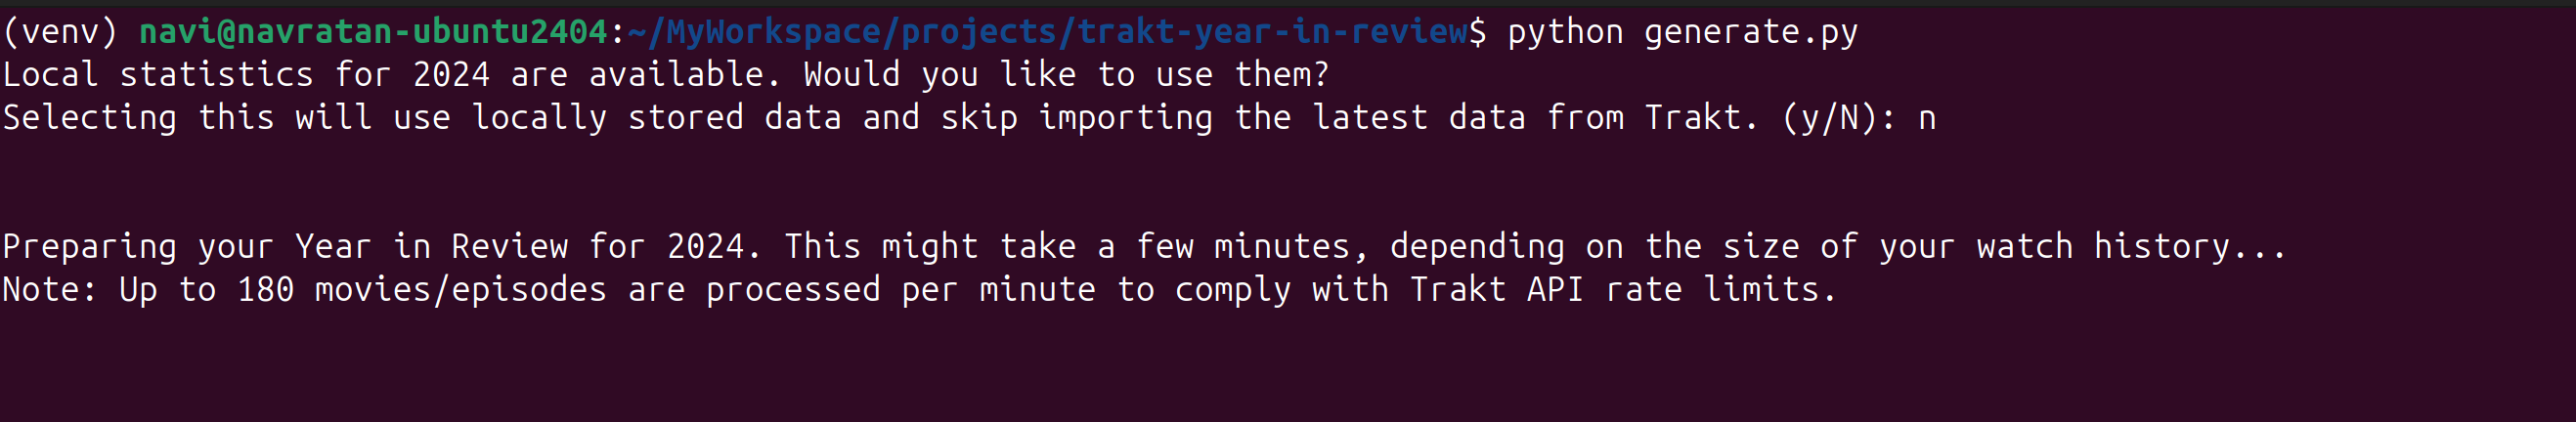 (venv) navi@navratan-ubuntu2404:~/MyWorkspace/projects/trakt-year-in-review$ python generate.py
Local statistics for 2024 are available. Would you like to use them?
Selecting this will use locally stored data and skip importing the latest data from Trakt. (y/N): n
Preparing your Year in Review for 2024. This might take a few minutes, depending on the size of your watch history...
Note: Up to 180 movies/episodes are processed per minute to comply with Trakt API rate limits.